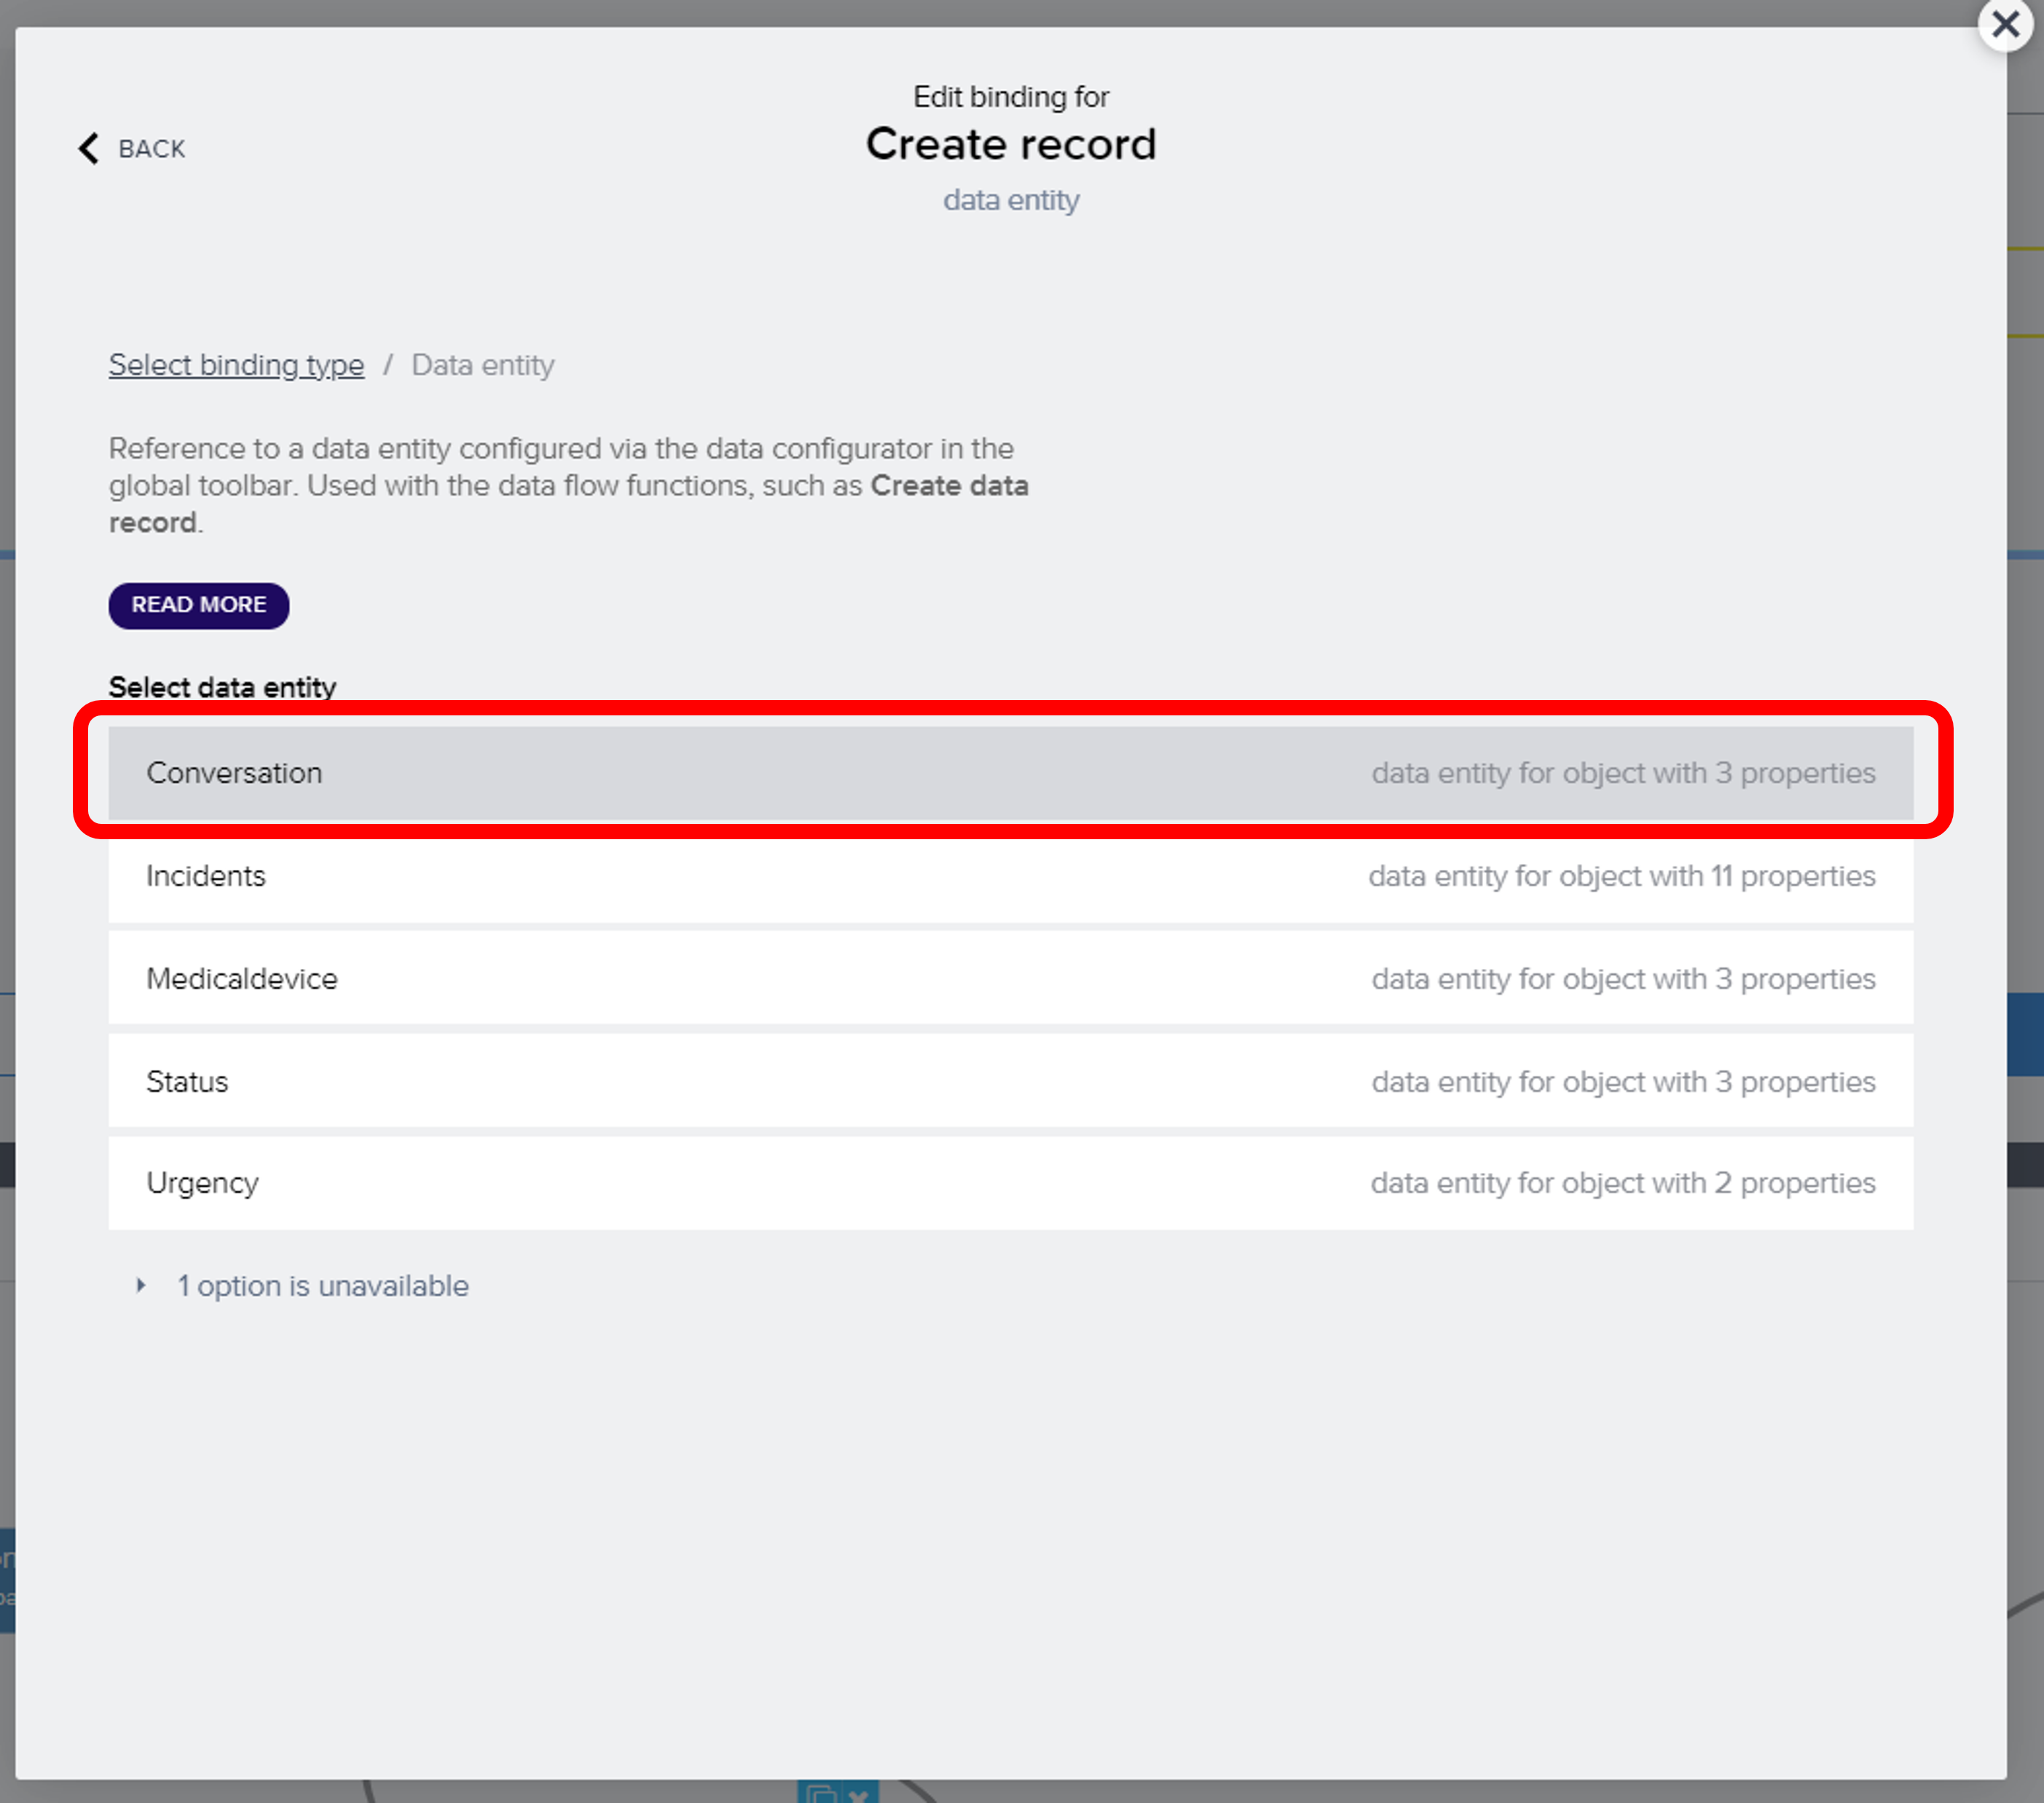 Edit binding for
BACK
Create record
data entity
Select binding type / Data entity
Reference to a data entity configured via the data configurator in the
global toolbar. Used with the data flow functions, such as Create data
record.
READ MORE
Select data entity
Conversation data entity for object with 3 properties
Incidents data entity for object with 11 properties
Medicaldevice data entity for object with 3 properties
Status data entity for object with 3 properties
Urgency data entity for object with 2 properties
1 option is unavailable